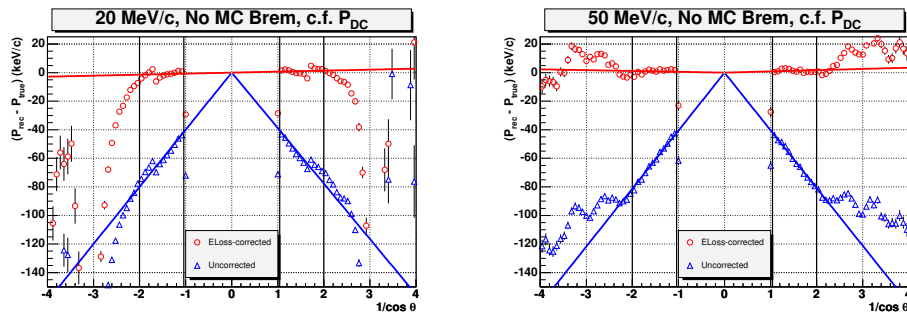 20 MeV/c, No MC Brem, c.f. P_DC
(P_rec - P_true) (keV/c)
20
0
-20
-40
-60
-80
-100
-120
-140
ELoss-corrected
Uncorrected
-4 -3 -2 -1 0 1 2 3 4
1/cos θ
50 MeV/c, No MC Brem, c.f. P_DC
(P_rec - P_true) (keV/c)
20
0
-20
-40
-60
-80
-100
-120
-140
ELoss-corrected
Uncorrected
-4 -3 -2 -1 0 1 2 3 4
1/cos θ